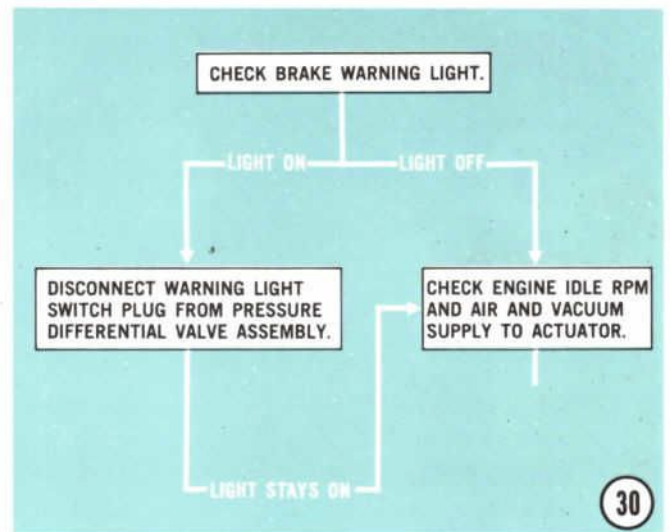 CHECK BRAKE WARNING LIGHT.
LIGHT ON
LIGHT OFF
DISCONNECT WARNING LIGHT
SWITCH PLUG FROM PRESSURE
DIFFERENTIAL VALVE ASSEMBLY.
CHECK ENGINE IDLE RPM
AND AIR AND VACUUM
SUPPLY TO ACTUATOR.
LIGHT STAYS ON
30